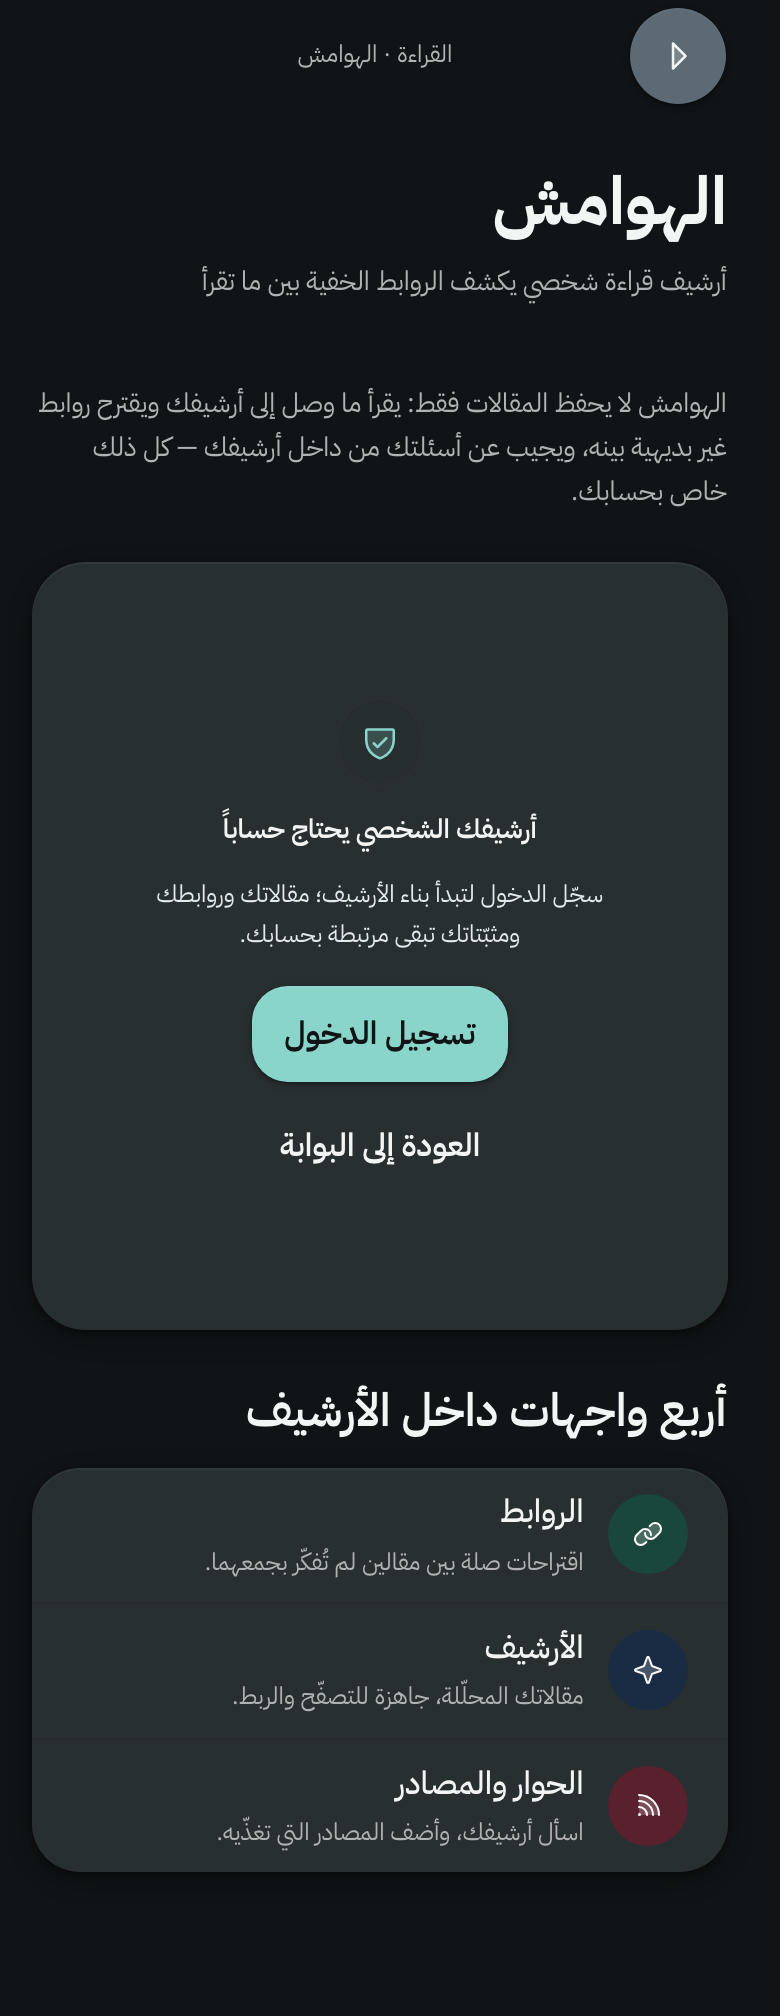 القراءة · الهوامش
الهوامش
أرشيف قراءة شخصي يكشف الروابط الخفية بين ما تقرأ
الهوامش لا يحفظ المقالات فقط: يقرأ ما وصل إلى أرشيفك ويقترح روابط
غير بديهية بينه، ويجيب عن أسئلتك من داخل أرشيفك — كل ذلك
خاص بحسابك.
أرشيفك الشخصي يحتاج حساباً
سجّل الدخول لتبدأ بناء الأرشيف؛ مقالاتك وروابطك
ومثبّتاتك تبقى مرتبطة بحسابك.
تسجيل الدخول
العودة إلى البوابة
أربع واجهات داخل الأرشيف
الروابط
اقتراحات صلة بين مقالين لم تُفكّر بجمعهما.
الأرشيف
مقالاتك المحلّلة، جاهزة للتصفّح والربط.
الحوار والمصادر
اسأل أرشيفك، وأضف المصادر التي تغذّيه.